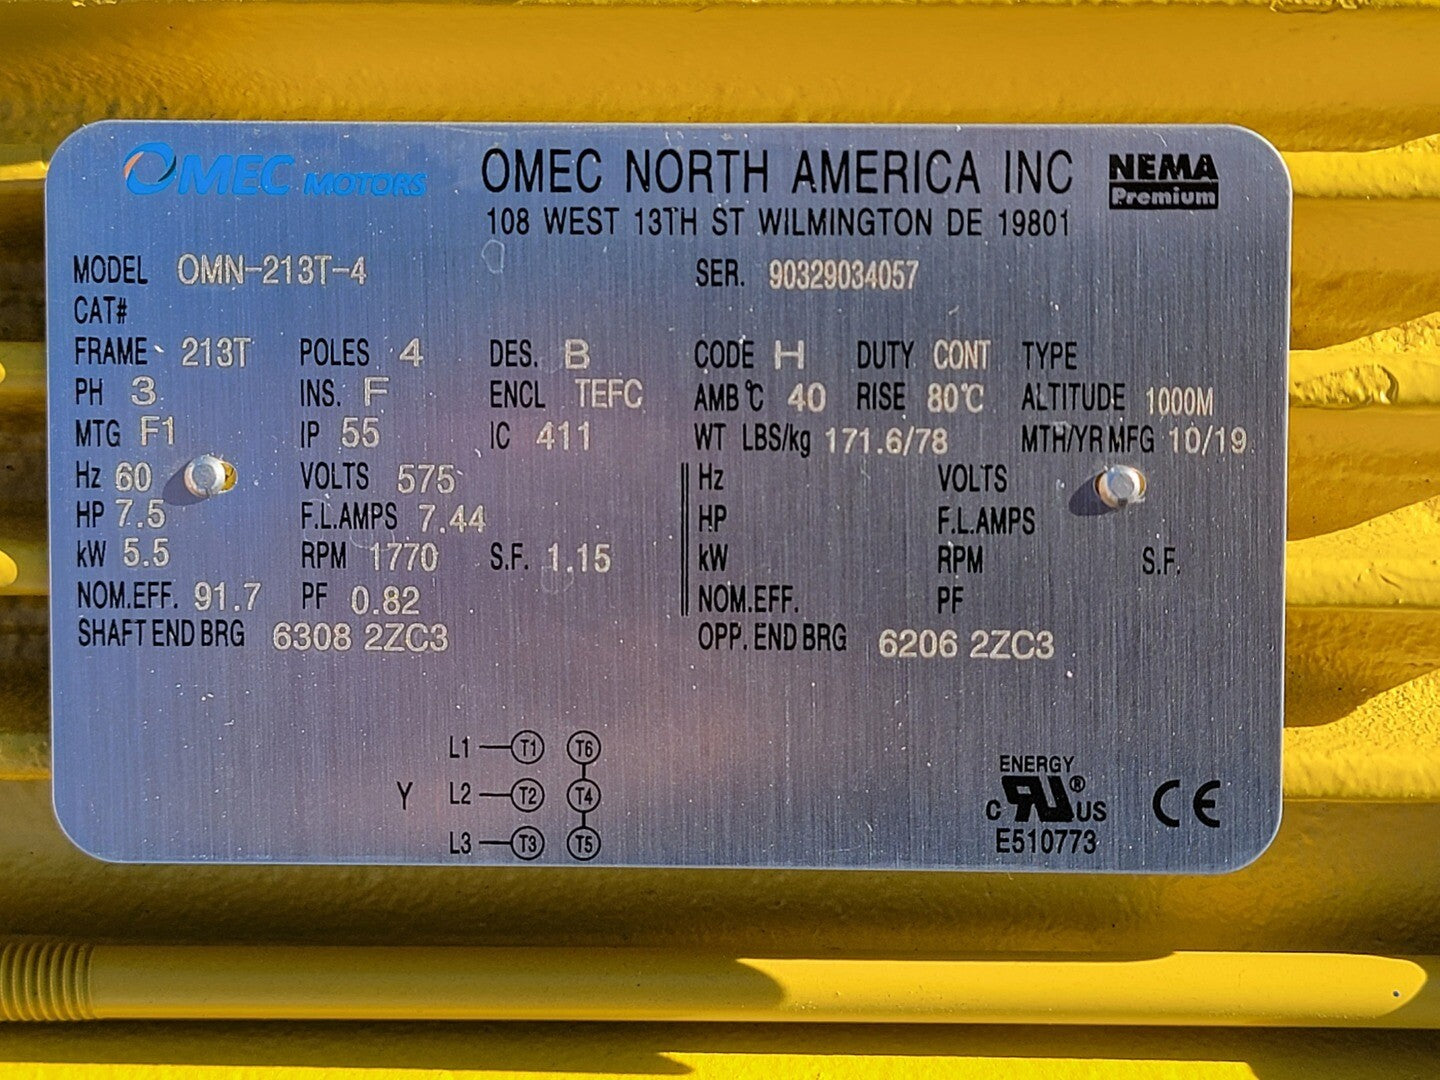 OMEC MOTORS OMEC NORTH AMERICA INC NEMA Premium
108 WEST 13TH ST WILMINGTON DE 19801
MODEL OMN-213T-4 SER. 90329034057
CAT#
FRAME 213T POLES 4 DES. B CODE H DUTY CONT TYPE
PH 3 INS. F ENCL TEFC AMB °C 40 RISE 80°C ALTITUDE 1000M
MTG F1 IP 55 IC 411 WT LBS/kg 171.6/78 MTH/YR MFG 10/19
Hz 60 VOLTS 575 Hz VOLTS
HP 7.5 F.L.AMPS 7.44 HP F.L.AMPS
kW 5.5 RPM 1770 S.F. 1.15 kW RPM S.F.
NOM.EFF. 91.7 PF 0.82 NOM.EFF. PF
SHAFT END BRG 6308 2ZC3 OPP. END BRG 6206 2ZC3
L1 T1 T6
Y L2 T2 T4
L3 T3 T5
ENERGY
C RU ® US CE
E510773